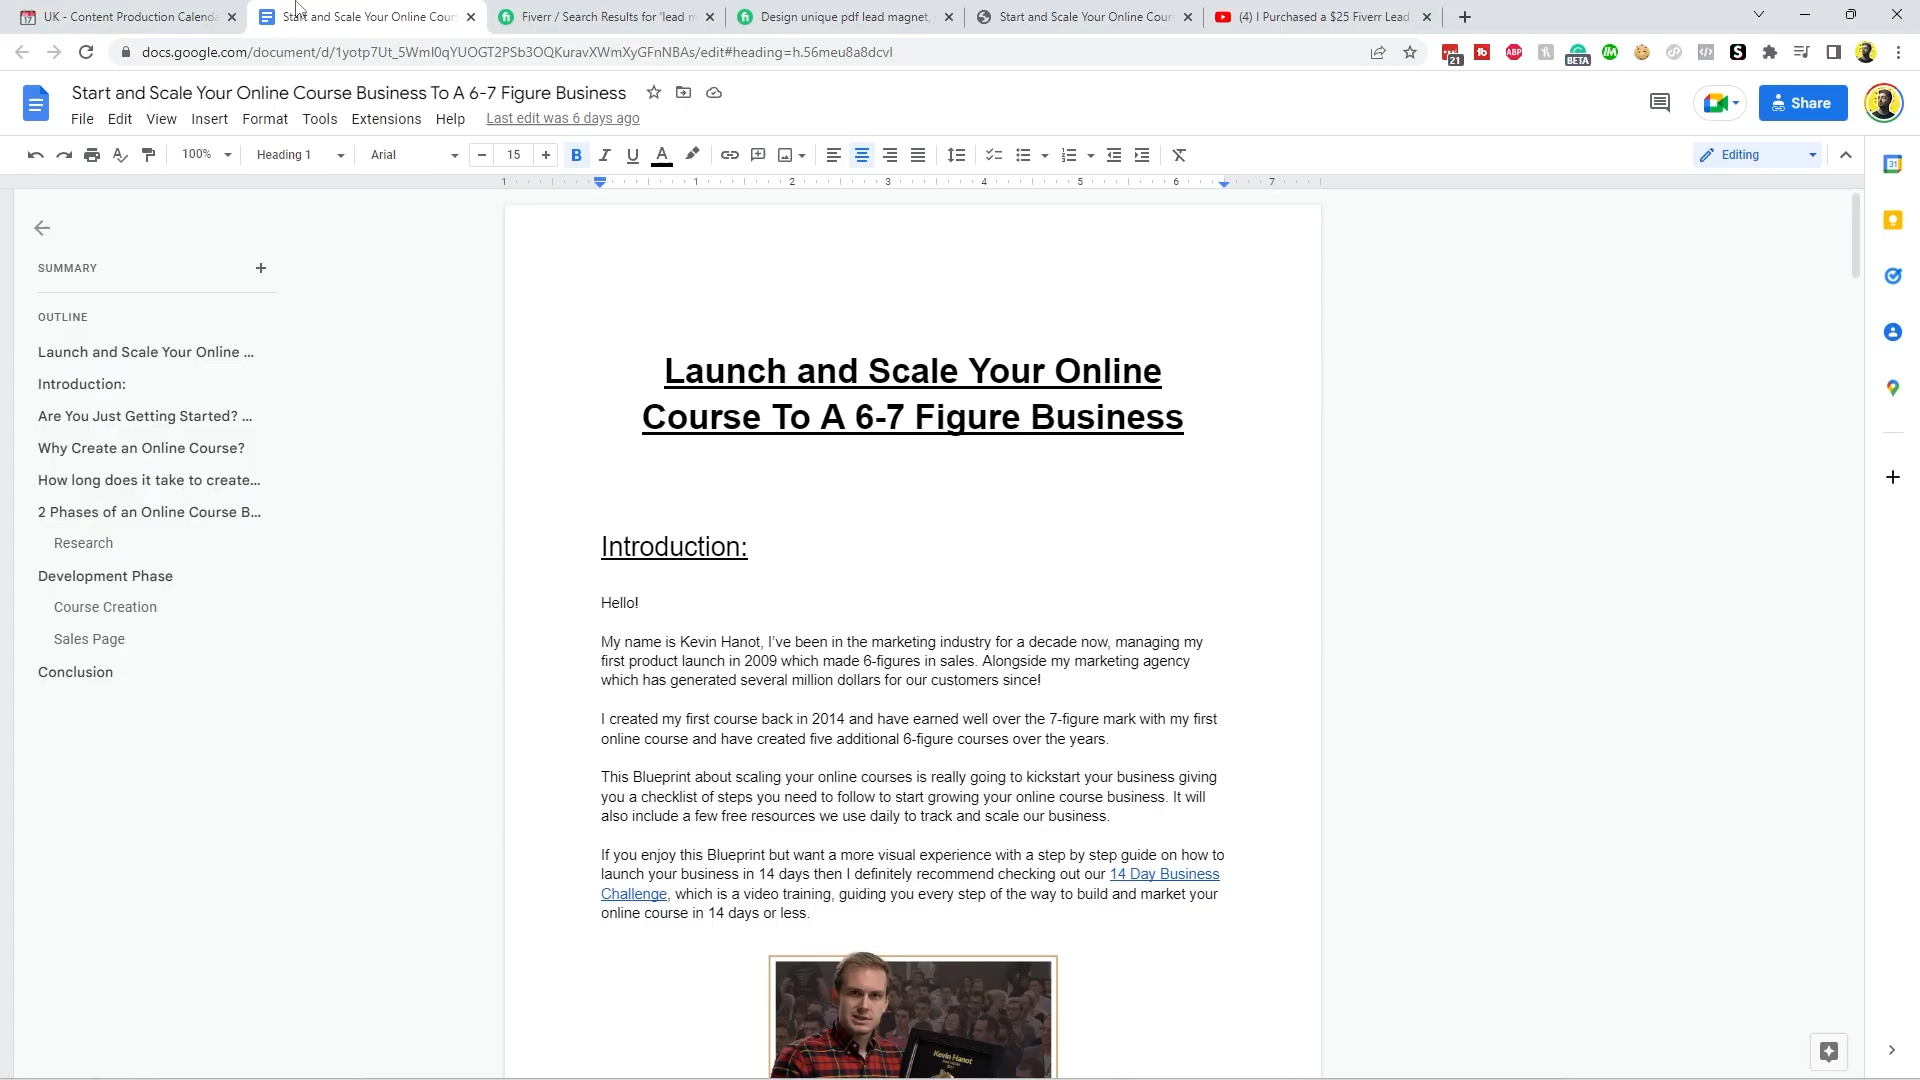 UK - Content Production Calenda
Start and Scale Your Online Cour
Fiverr / Search Results for 'lead m
Design unique pdf lead magnet,
Start and Scale Your Online Cour
(4) I Purchased a $25 Fiverr Lead
docs.google.com/document/d/1yotp7Ut_5WmI0qYUOGT2PSb3OQKuravXWmXyGFnNBAs/edit#heading=h.56meu8a8dcvl
21
ABP
BETA
Start and Scale Your Online Course Business To A 6-7 Figure Business
Share
File Edit View Insert Format Tools Extensions Help Last edit was 6 days ago
100% Heading 1 Arial − 15 + B I U A Editing
1 1 2 3 4 5 6 7
31
SUMMARY
OUTLINE
Launch and Scale Your Online ...
Introduction:
Are You Just Getting Started? ...
Why Create an Online Course?
How long does it take to create...
2 Phases of an Online Course B...
Research
Development Phase
Course Creation
Sales Page
Conclusion
Launch and Scale Your Online
Course To A 6-7 Figure Business
Introduction:
Hello!
My name is Kevin Hanot, I've been in the marketing industry for a decade now, managing my
first product launch in 2009 which made 6-figures in sales. Alongside my marketing agency
which has generated several million dollars for our customers since!
I created my first course back in 2014 and have earned well over the 7-figure mark with my first
online course and have created five additional 6-figure courses over the years.
This Blueprint about scaling your online courses is really going to kickstart your business giving
you a checklist of steps you need to follow to start growing your online course business. It will
also include a few free resources we use daily to track and scale our business.
If you enjoy this Blueprint but want a more visual experience with a step by step guide on how to
launch your business in 14 days then I definitely recommend checking out our 14 Day Business
Challenge, which is a video training, guiding you every step of the way to build and market your
online course in 14 days or less.
Kevin Hanot